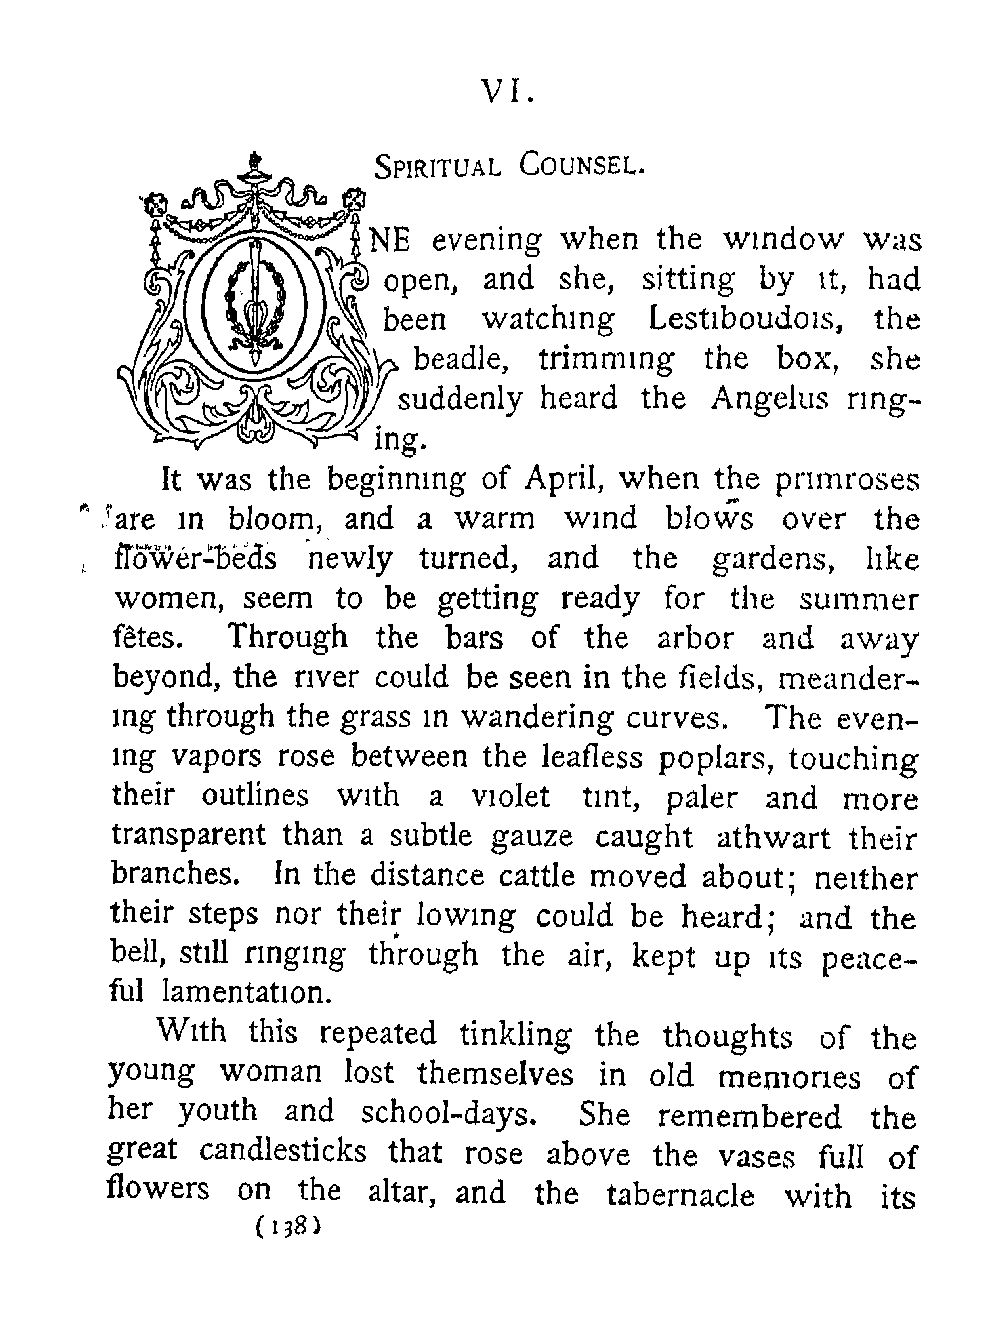 VI.
SPIRITUAL COUNSEL.
ONE evening when the window was
open, and she, sitting by it, had
been watching Lestiboudois, the
beadle, trimming the box, she
suddenly heard the Angelus ring-
ing.
It was the beginning of April, when the primroses
are in bloom, and a warm wind blows over the
flower-beds newly turned, and the gardens, like
women, seem to be getting ready for the summer
fêtes. Through the bars of the arbor and away
beyond, the river could be seen in the fields, meander-
ing through the grass in wandering curves. The even-
ing vapors rose between the leafless poplars, touching
their outlines with a violet tint, paler and more
transparent than a subtle gauze caught athwart their
branches. In the distance cattle moved about; neither
their steps nor their lowing could be heard; and the
bell, still ringing through the air, kept up its peace-
ful lamentation.
With this repeated tinkling the thoughts of the
young woman lost themselves in old memories of
her youth and school-days. She remembered the
great candlesticks that rose above the vases full of
flowers on the altar, and the tabernacle with its
(138)